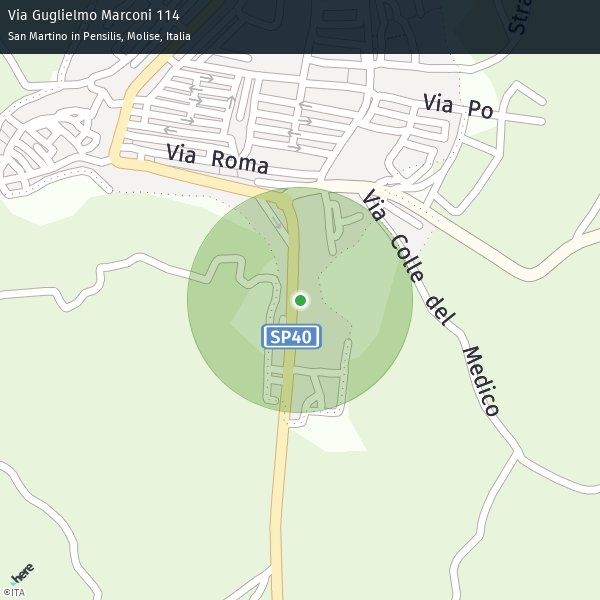 Via Guglielmo Marconi 114
San Martino in Pensilis, Molise, Italia
Via Po
Via Roma
Via Colle del Medico
SP40
here
©ITA